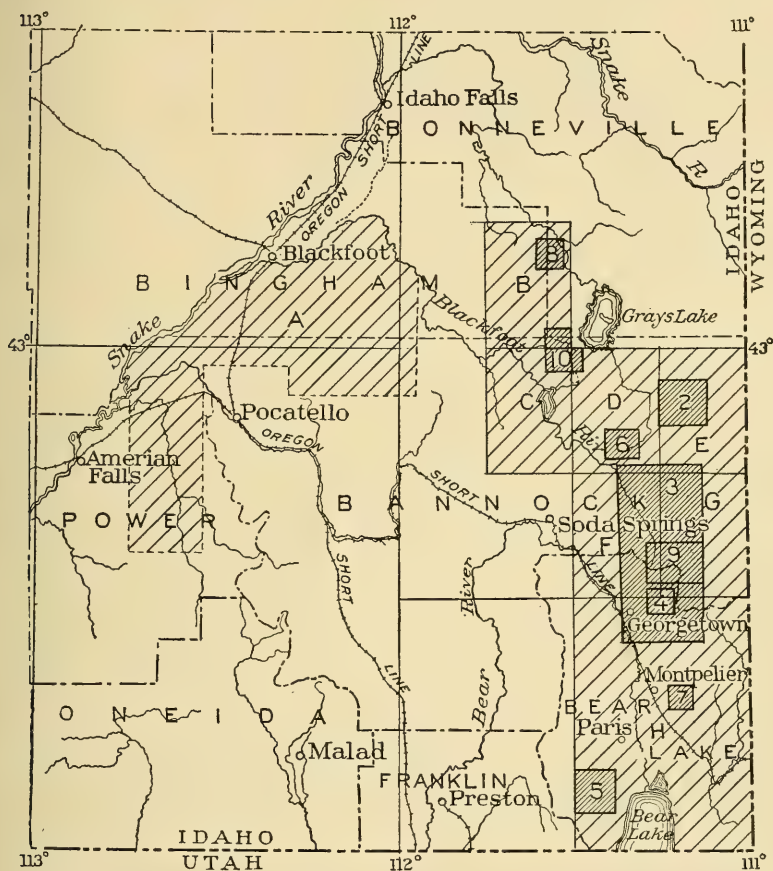 113°
112°
111°
LINE
Snake
Idaho Falls
BONNEVILLE
SHORT
R
River
OREGON
IDAHO
WYOMING
Blackfoot
8
BINGHAM
B
A
Blackfoot
Grays Lake
Snake
43°
43°
10
C
D
2
Pocatello
Fair
6
E
OREGON
Amerian
Falls
SHORT
3
BANNOCK
G
POWER
Soda Springs
F
9
SHORT
River
LINE
4
Georgetown
Montpelier
7
ONEIDA
LINE
Bear
BEAR
Paris
H
LAKE
Malad
FRANKLIN
Preston
5
Bear
Lake
IDAHO
UTAH
113°
112°
111°